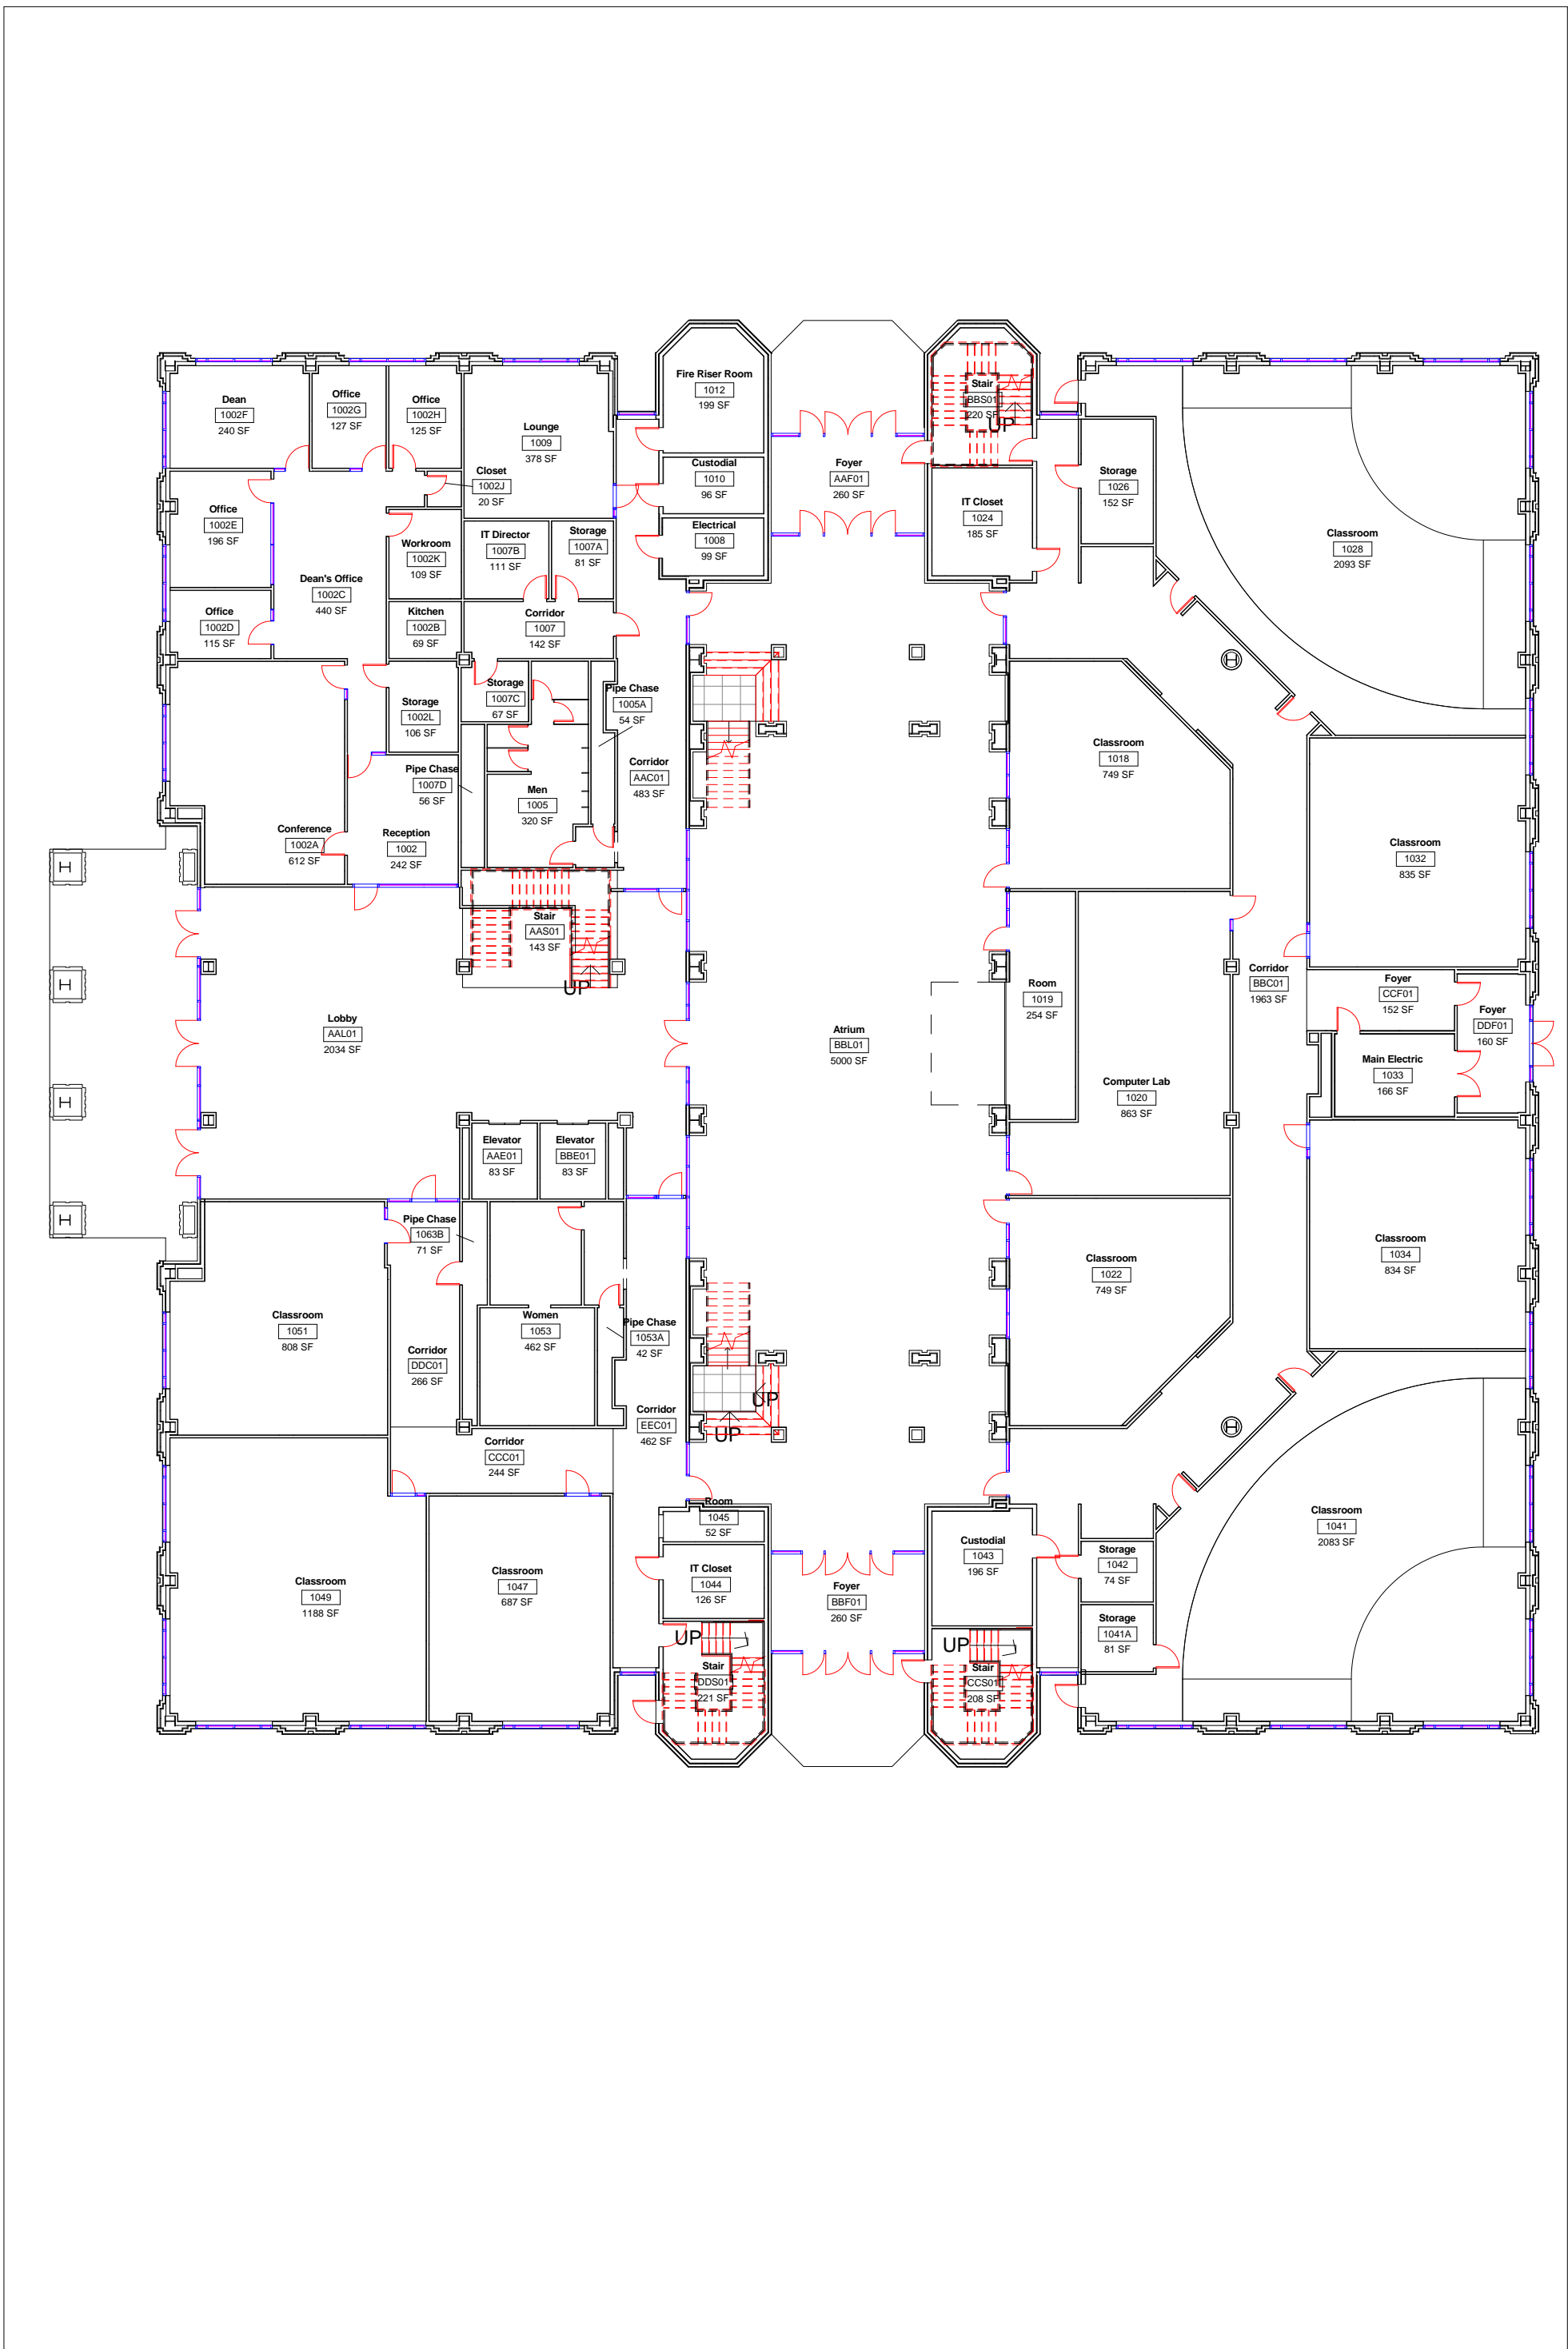 Fire Riser Room
1012
199 SF
Stair
BBS01
220 SF
UP
Dean
1002F
240 SF
Office
1002G
127 SF
Office
1002H
125 SF
Lounge
1009
378 SF
Closet
1002J
20 SF
Custodial
1010
96 SF
Foyer
AAF01
260 SF
Storage
1026
152 SF
Office
1002E
196 SF
IT Closet
1024
185 SF
Classroom
1028
2093 SF
Workroom
1002K
109 SF
IT Director
1007B
111 SF
Storage
1007A
81 SF
Electrical
1008
99 SF
Dean's Office
1002C
440 SF
Office
1002D
115 SF
Kitchen
1002B
69 SF
Corridor
1007
142 SF
Storage
1002L
106 SF
Storage
1007C
67 SF
Pipe Chase
1005A
54 SF
Classroom
1018
749 SF
Pipe Chase
1007D
56 SF
Corridor
AAC01
483 SF
Men
1005
320 SF
Conference
1002A
612 SF
Reception
1002
242 SF
Classroom
1032
835 SF
H
Stair
AAS01
143 SF
UP
H
Corridor
BBC01
1963 SF
Foyer
CCF01
152 SF
Room
1019
254 SF
Foyer
DDF01
160 SF
Lobby
AAL01
2034 SF
Atrium
BBL01
5000 SF
Main Electric
1033
166 SF
Computer Lab
1020
863 SF
H
Elevator
AAE01
83 SF
Elevator
BBE01
83 SF
H
Pipe Chase
1063B
71 SF
Classroom
1034
834 SF
Classroom
1022
749 SF
Classroom
1051
808 SF
Women
1053
462 SF
Pipe Chase
1053A
42 SF
Corridor
DDC01
266 SF
UP
UP
Corridor
EEC01
462 SF
Corridor
CCC01
244 SF
Room
1045
52 SF
Classroom
1041
2083 SF
Custodial
1043
196 SF
Storage
1042
74 SF
Classroom
1049
1188 SF
Classroom
1047
687 SF
IT Closet
1044
126 SF
Foyer
BBF01
260 SF
Storage
1041A
81 SF
UP
Stair
DDS01
221 SF
UP
Stair
CCS01
208 SF